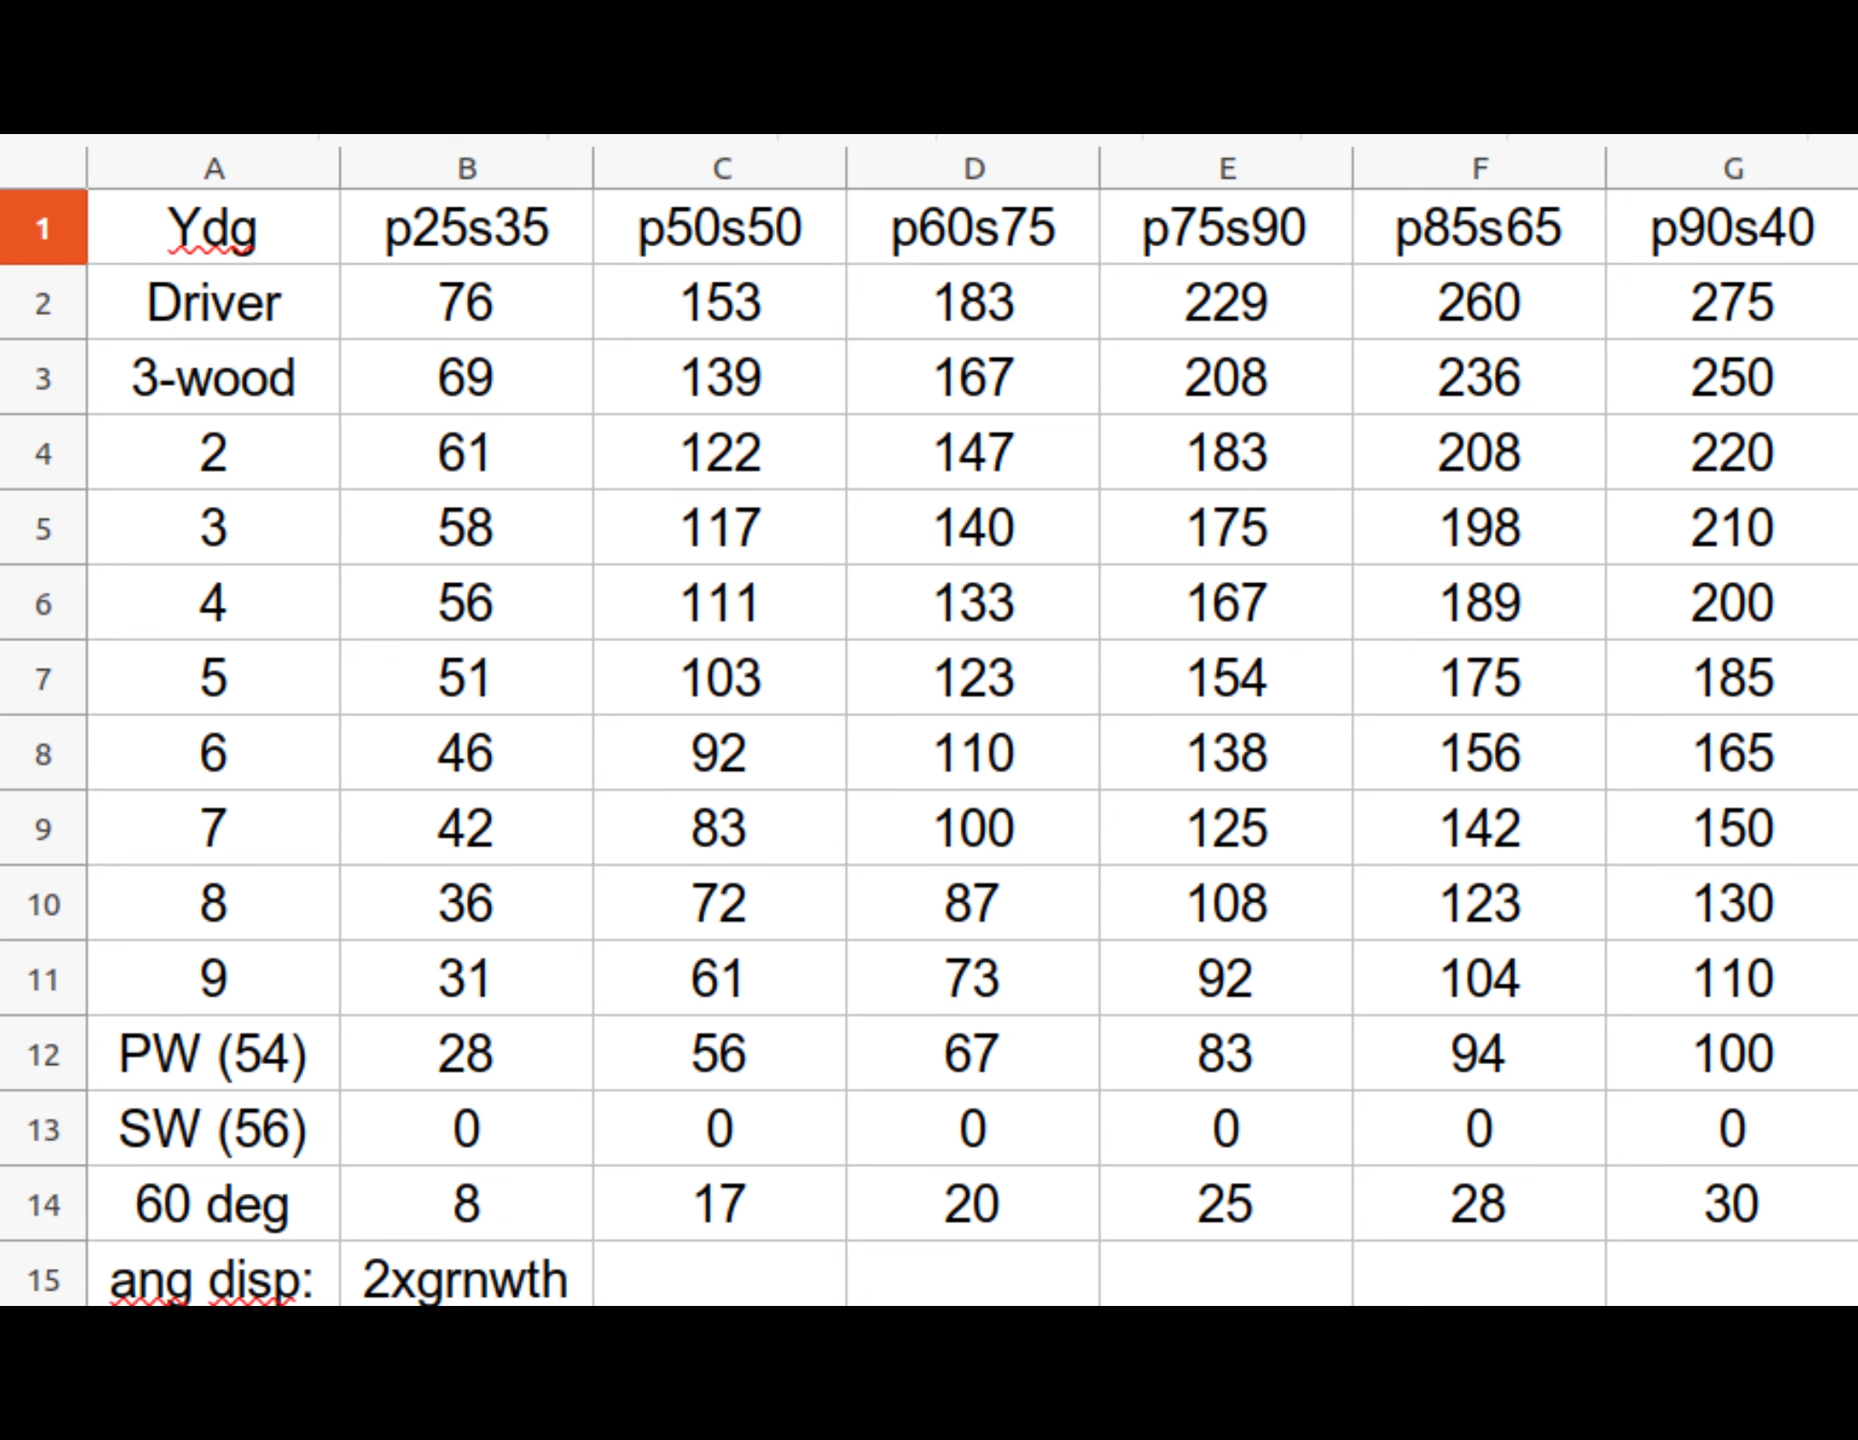 A B C D E F G
1 Ydg p25s35 p50s50 p60s75 p75s90 p85s65 p90s40
2 Driver 76 153 183 229 260 275
3 3-wood 69 139 167 208 236 250
4 2 61 122 147 183 208 220
5 3 58 117 140 175 198 210
6 4 56 111 133 167 189 200
7 5 51 103 123 154 175 185
8 6 46 92 110 138 156 165
9 7 42 83 100 125 142 150
10 8 36 72 87 108 123 130
11 9 31 61 73 92 104 110
12 PW (54) 28 56 67 83 94 100
13 SW (56) 0 0 0 0 0 0
14 60 deg 8 17 20 25 28 30
15 ang disp: 2xgrnwth